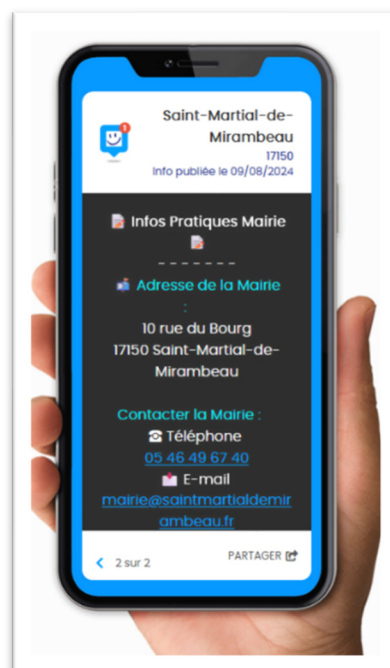 1
Saint-Martial-de-
Mirambeau
17150
Info publiée le 09/08/2024
Infos Pratiques Mairie
- - - - - - -
Adresse de la Mairie
:
10 rue du Bourg
17150 Saint-Martial-de-
Mirambeau
Contacter la Mairie :
Téléphone
05 46 49 67 40
E-mail
mairie@saintmartialdemir
ambeau.fr
2 sur 2
PARTAGER